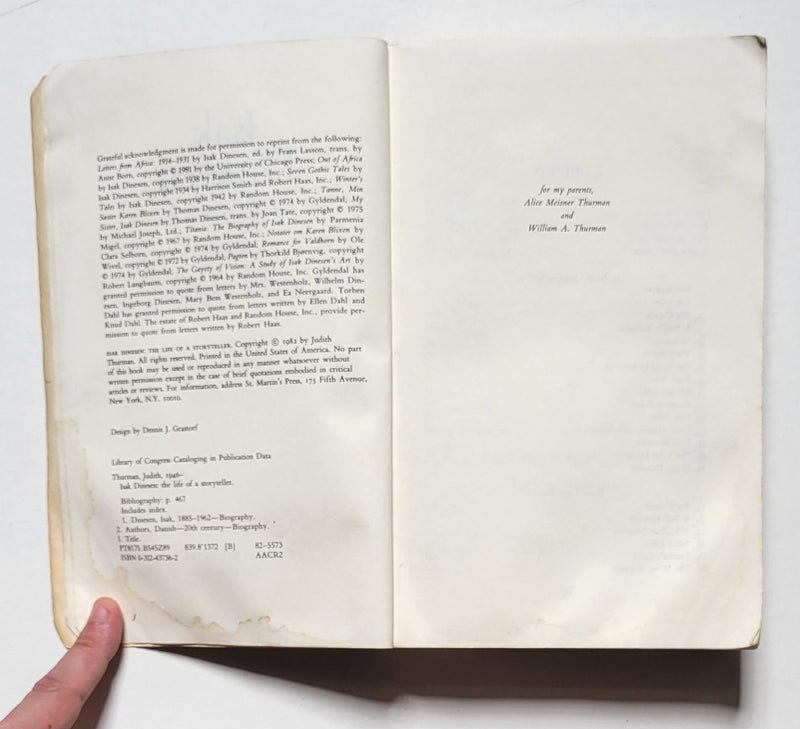 Grateful acknowledgment is made for permission to reprint from the following:
Letters from Africa: 1914–1931 by Isak Dinesen, ed. by Frans Lasson, trans. by
Anne Born, copyright © 1981 by the University of Chicago Press; Out of Africa
by Isak Dinesen, copyright 1938 by Random House, Inc.; Seven Gothic Tales by
Isak Dinesen, copyright 1934 by Harrison Smith and Robert Haas, Inc.; Winter's
Tales by Isak Dinesen, copyright 1942 by Random House, Inc.; Tanne, Min
Søster Karen Blixen by Thomas Dinesen, copyright © 1974 by Gyldendal; My
Sister, Isak Dinesen by Thomas Dinesen, trans. by Joan Tate, copyright © 1975
by Michael Joseph, Ltd.; Titania: The Biography of Isak Dinesen by Parmenia
Migel, copyright © 1967 by Random House, Inc.; Notater om Karen Blixen by
Clara Selborn, copyright © 1974 by Gyldendal; Romance for Valdhorn by Ole
Wivel, copyright © 1972 by Gyldendal; Pagten by Thorkild Bjørnvig, copyright
© 1974 by Gyldendal; The Gayety of Vision: A Study of Isak Dinesen's Art by
Robert Langbaum, copyright © 1964 by Random House, Inc. Gyldendal has
granted permission to quote from letters by Mrs. Westenholz, Wilhelm Din-
esen, Ingeborg Dinesen, Mary Bess Westenholz, and Ea Neergaard. Torben
Dahl has granted permission to quote from letters written by Ellen Dahl and
Knud Dahl. The estate of Robert Haas and Random House, Inc., provide per-
mission to quote from letters written by Robert Haas.
ISAK DINESEN: THE LIFE OF A STORYTELLER. Copyright © 1982 by Judith
Thurman. All rights reserved. Printed in the United States of America. No part
of this book may be used or reproduced in any manner whatsoever without
written permission except in the case of brief quotations embodied in critical
articles or reviews. For information, address St. Martin's Press, 175 Fifth Avenue,
New York, N.Y. 10010.
Design by Dennis J. Grastorf
Library of Congress Cataloging in Publication Data
Thurman, Judith, 1946–
Isak Dinesen: the life of a storyteller.
Bibliography: p. 467
Includes index.
1. Dinesen, Isak, 1885–1962—Biography.
2. Authors, Danish—20th century—Biography.
I. Title.
PT8175.B545Z89 839.8'1372 [B] 82-5573
ISBN 0-312-43738-2 AACR2
for my parents,
Alice Meisner Thurman
and
William A. Thurman